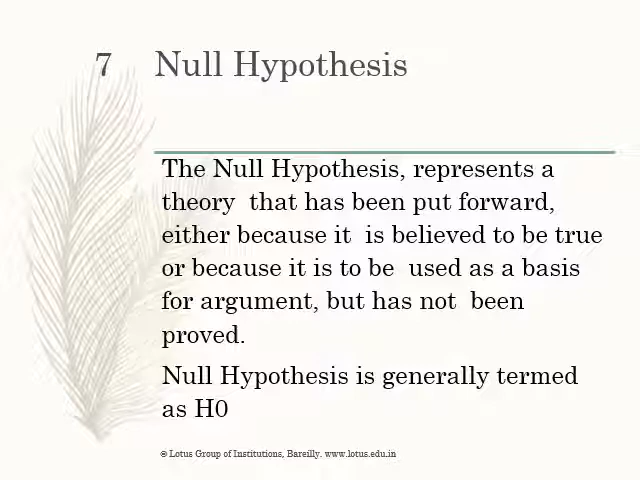 7 Null Hypothesis
The Null Hypothesis, represents a
theory that has been put forward,
either because it is believed to be true
or because it is to be used as a basis
for argument, but has not been
proved.
Null Hypothesis is generally termed
as H0
© Lotus Group of Institutions, Bareilly. www.lotus.edu.in